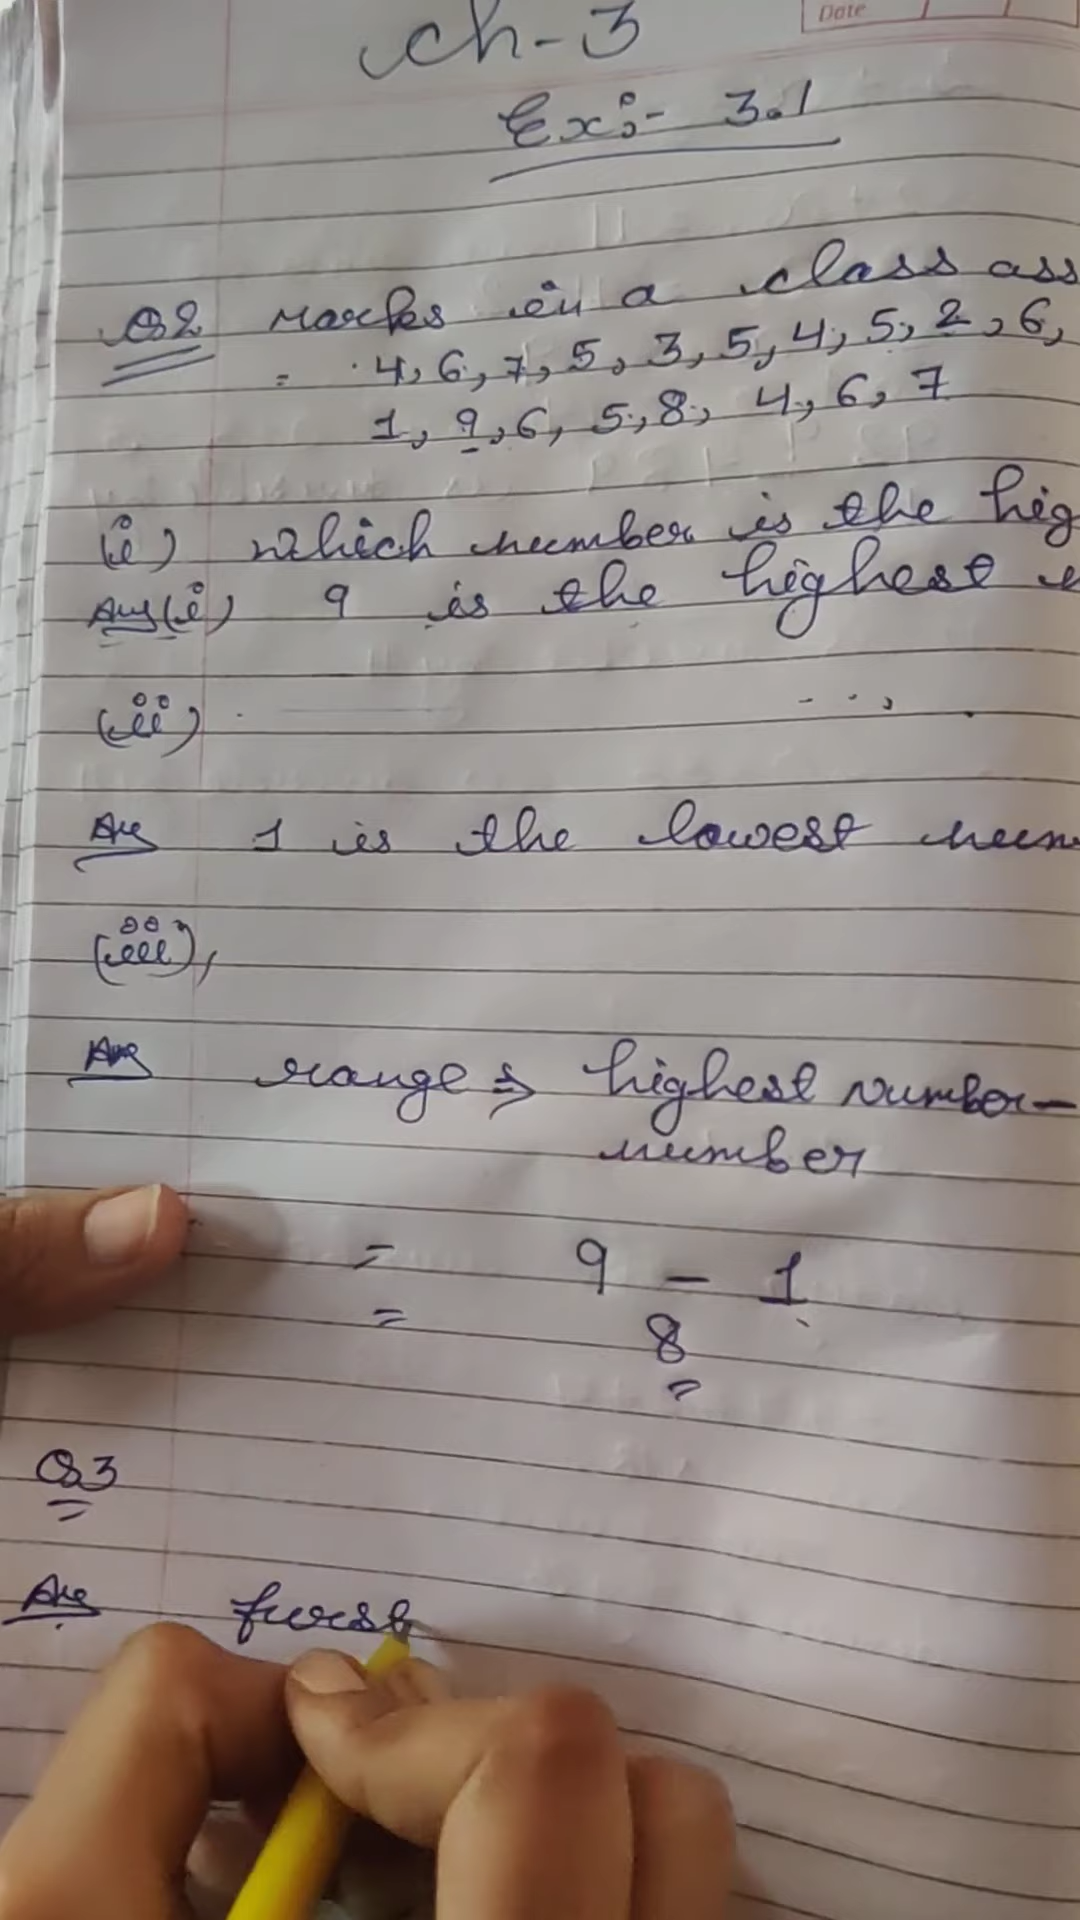 Date
Ch-3
Ex:- 3.1
Q2 Marks in a class ass
= 4, 6, 7, 5, 3, 5, 4, 5, 2, 6,
1, 9, 6, 5, 8, 4, 6, 7
(i) which number is the hig
Ans(i) 9 is the highest
(ii)
Ans 1 is the lowest num
(iii),
Ans range ⇒ highest number-
number
= 9 - 1
= 8
=
Q3
Ans first